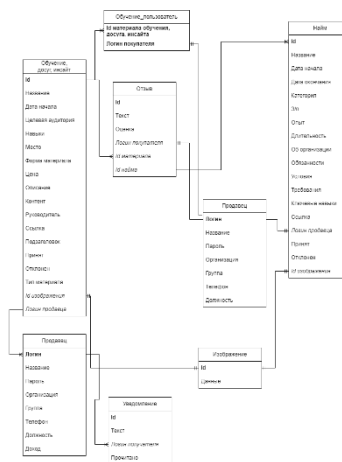 Обучение_пользователь
Id материала обучения,
досуга, инсайта
Логин покупателя
Найм
Id
Название
Дата начала
Дата окончания
Категория
З/п
Опыт
Длительность
Об организации
Обязанности
Условия
Требования
Ключевые навыки
Ссылка
Логин продавца
Принят
Отклонен
Id изображения
Обучение,
досуг, инсайт
Id
Название
Дата начала
Целевая аудитория
Навыки
Место
Форма материала
Цена
Описание
Контент
Руководитель
Ссылка
Подзаголовок
Принят
Отклонен
Тип материала
Id изображения
Логин продавца
Отзыв
Id
Текст
Оценка
Логин покупателя
Id материала
Id найма
Продавец
Логин
Название
Пароль
Организация
Группа
Телефон
Должность
Продавец
Логин
Название
Пароль
Организация
Группа
Телефон
Должность
Доход
Изображение
Id
Данные
Уведомление
Id
Текст
Логин получателя
Прочитано